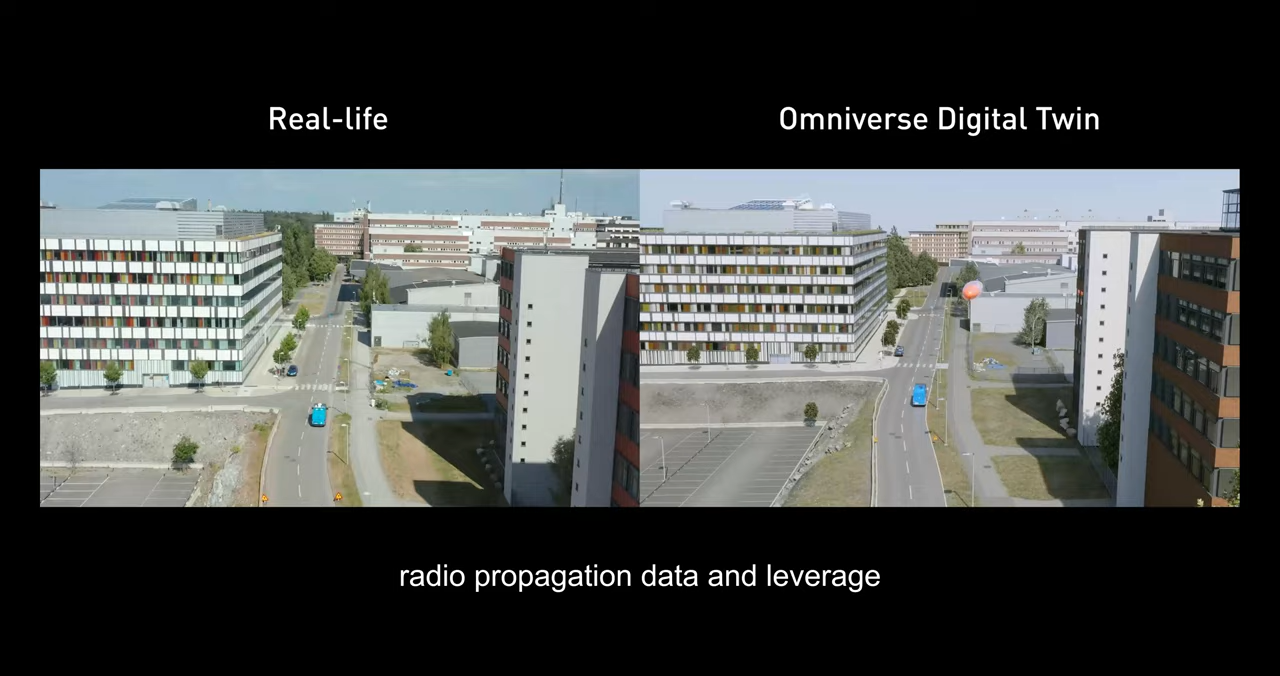 Real-life
Omniverse Digital Twin
radio propagation data and leverage